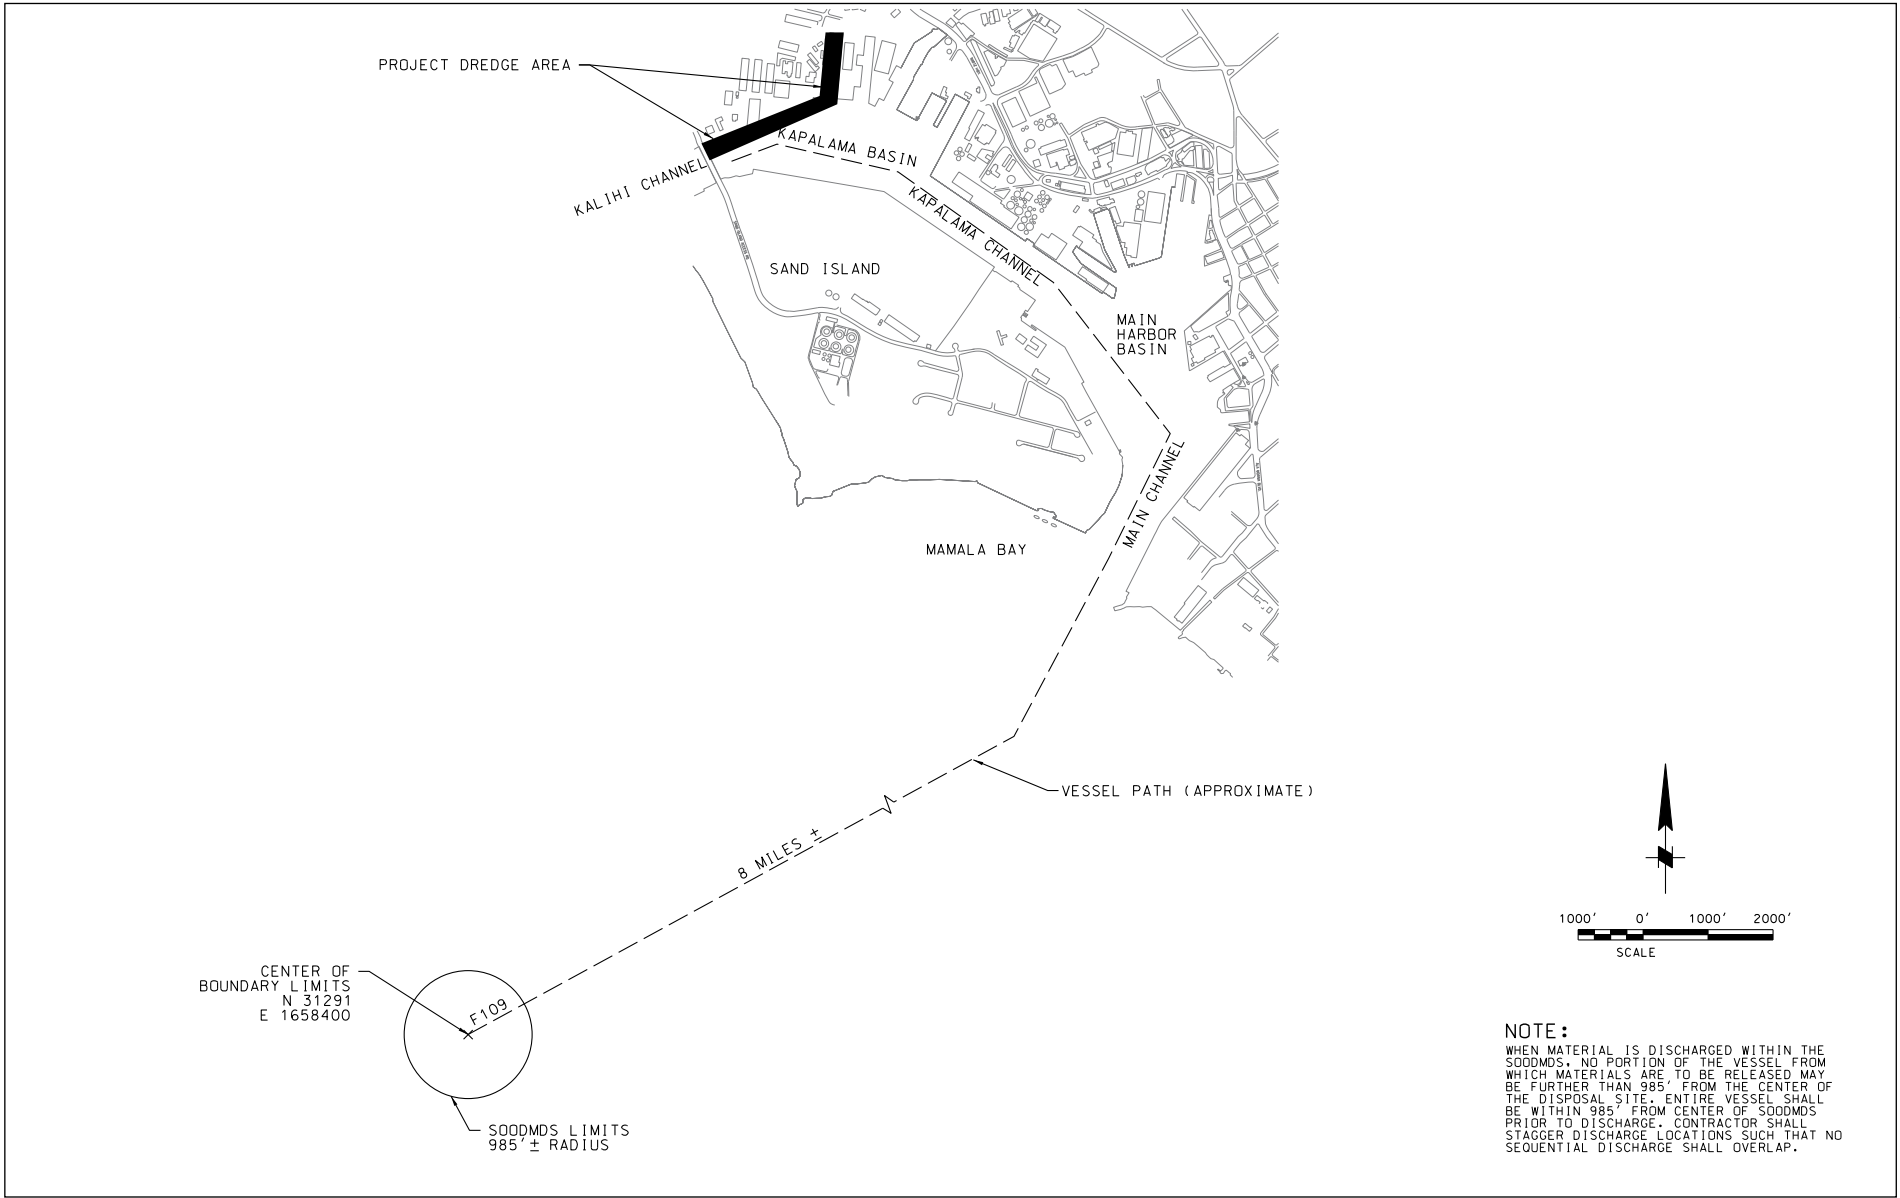 PROJECT DREDGE AREA
KAPALAMA BASIN
KALIHI CHANNEL
KAPALAMA CHANNEL
SAND ISLAND
MAIN
HARBOR
BASIN
MAIN CHANNEL
MAMALA BAY
VESSEL PATH (APPROXIMATE)
8 MILES ±
1000' 0' 1000' 2000'
SCALE
CENTER OF
BOUNDARY LIMITS
N 31291
E 1658400
F109
SOODMDS LIMITS
985'± RADIUS
NOTE:
WHEN MATERIAL IS DISCHARGED WITHIN THE
SOODMDS, NO PORTION OF THE VESSEL FROM
WHICH MATERIALS ARE TO BE RELEASED MAY
BE FURTHER THAN 985' FROM THE CENTER OF
THE DISPOSAL SITE. ENTIRE VESSEL SHALL
BE WITHIN 985' FROM CENTER OF SOODMDS
PRIOR TO DISCHARGE. CONTRACTOR SHALL
STAGGER DISCHARGE LOCATIONS SUCH THAT NO
SEQUENTIAL DISCHARGE SHALL OVERLAP.